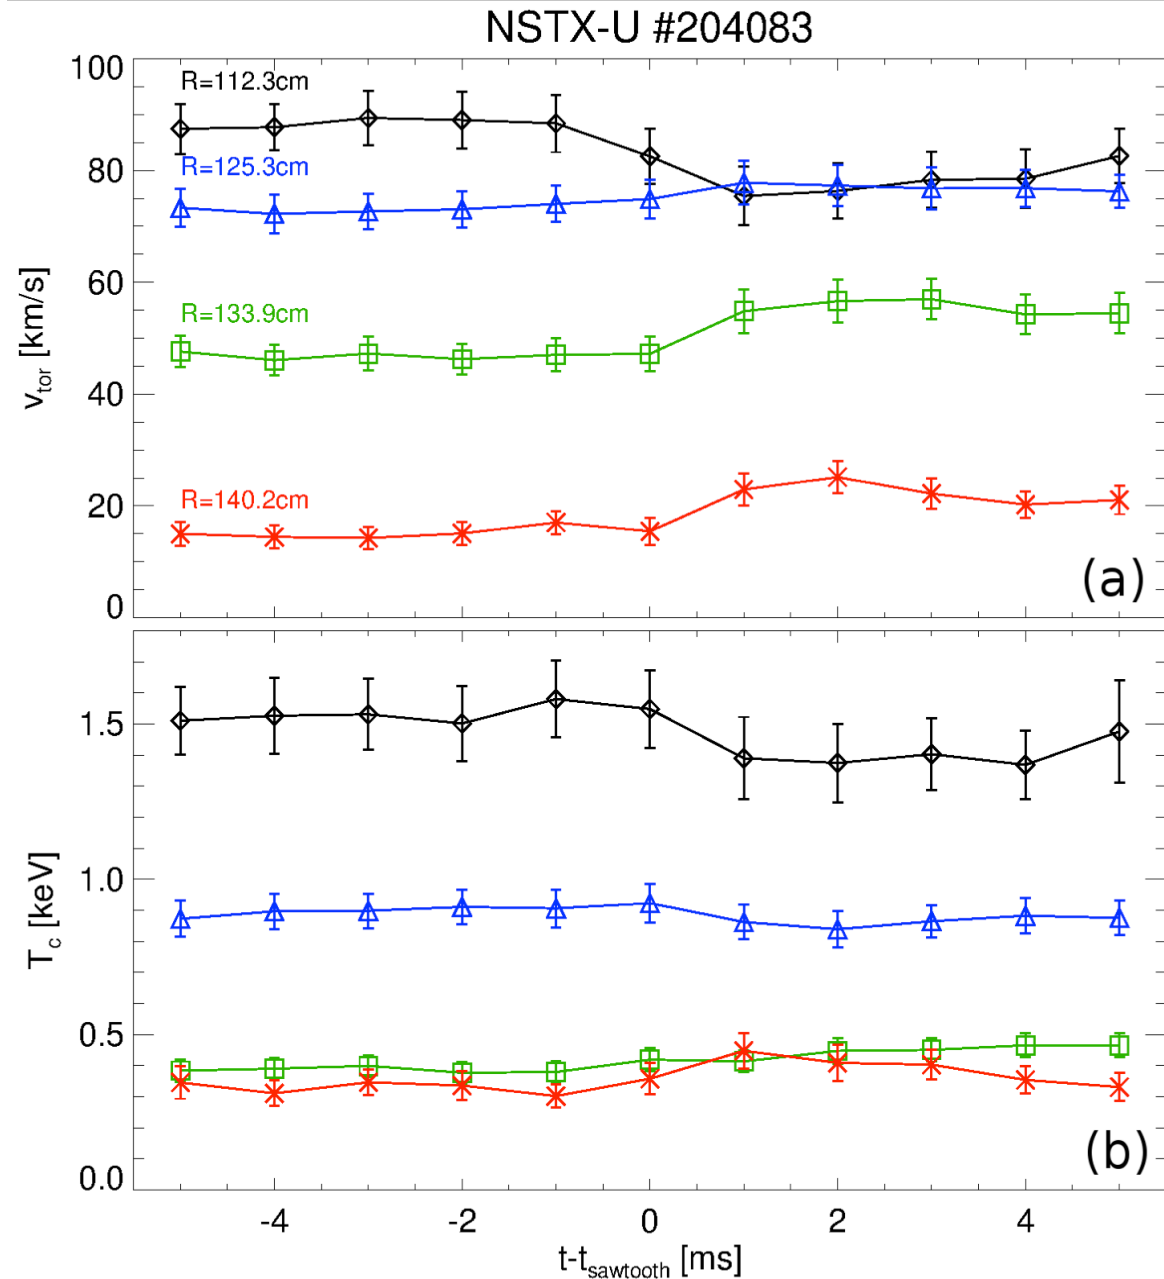 NSTX-U #204083
100
80
60
40
20
0
v_tor [km/s]
R=112.3cm
R=125.3cm
R=133.9cm
R=140.2cm
(a)
1.5
1.0
0.5
0.0
T_c [keV]
(b)
-4 -2 0 2 4
t-t_sawtooth [ms]